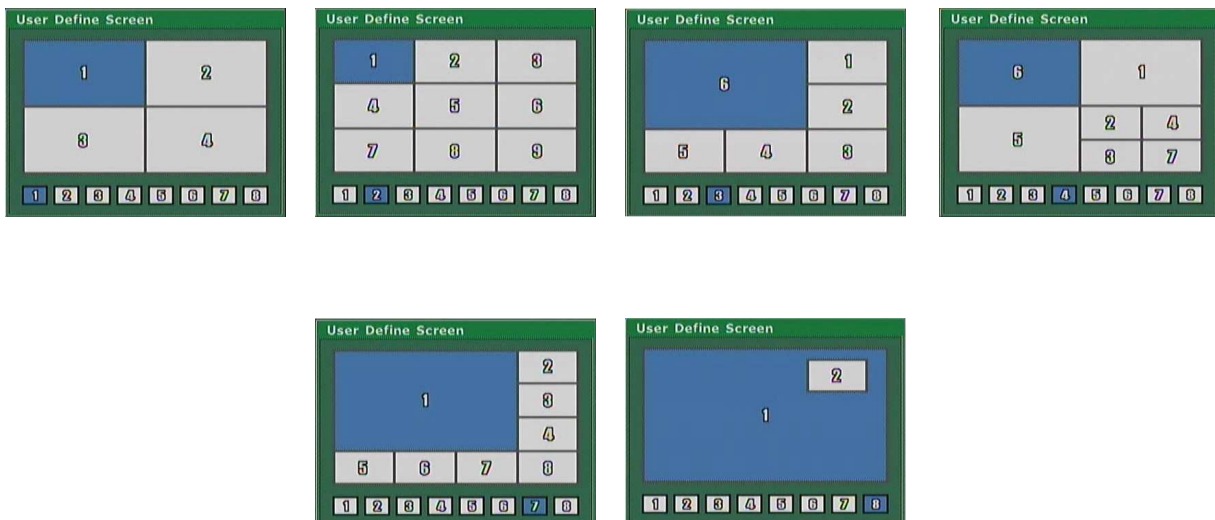 User Define Screen
1 2
3 4
1 2 3 4 5 6 7 8
User Define Screen
1 2 3
4 5 6
7 8 9
1 2 3 4 5 6 7 8
User Define Screen
6
1
2
5 4 3
1 2 3 4 5 6 7 8
User Define Screen
6 1
5
2 4
3 7
1 2 3 4 5 6 7 8
User Define Screen
1
2
3
4
5 6 7 8
1 2 3 4 5 6 7 8
User Define Screen
2
1
1 2 3 4 5 6 7 8